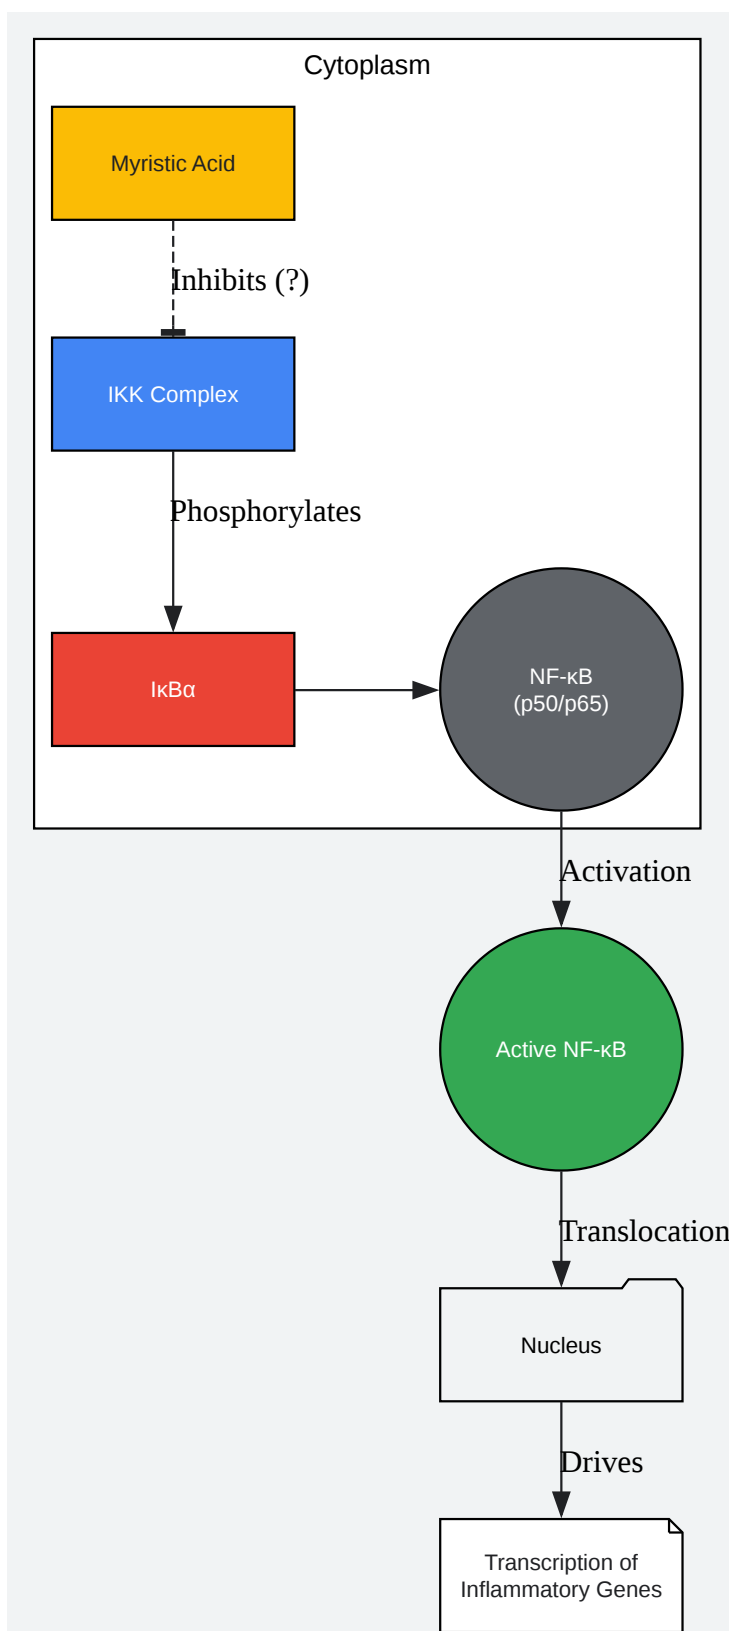 Cytoplasm
Myristic Acid
Inhibits (?)
IKK Complex
Phosphorylates
IκBα
NF-κB
(p50/p65)
Activation
Active NF-κB
Translocation
Nucleus
Drives
Transcription of
Inflammatory Genes